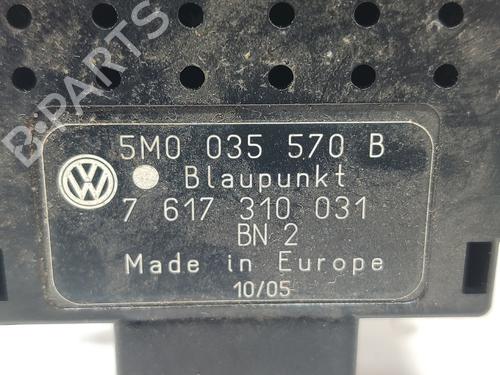 B-PARTS
5M0 035 570 B
Blaupunkt
7 617 310 031
BN 2
Made in Europe
10/05